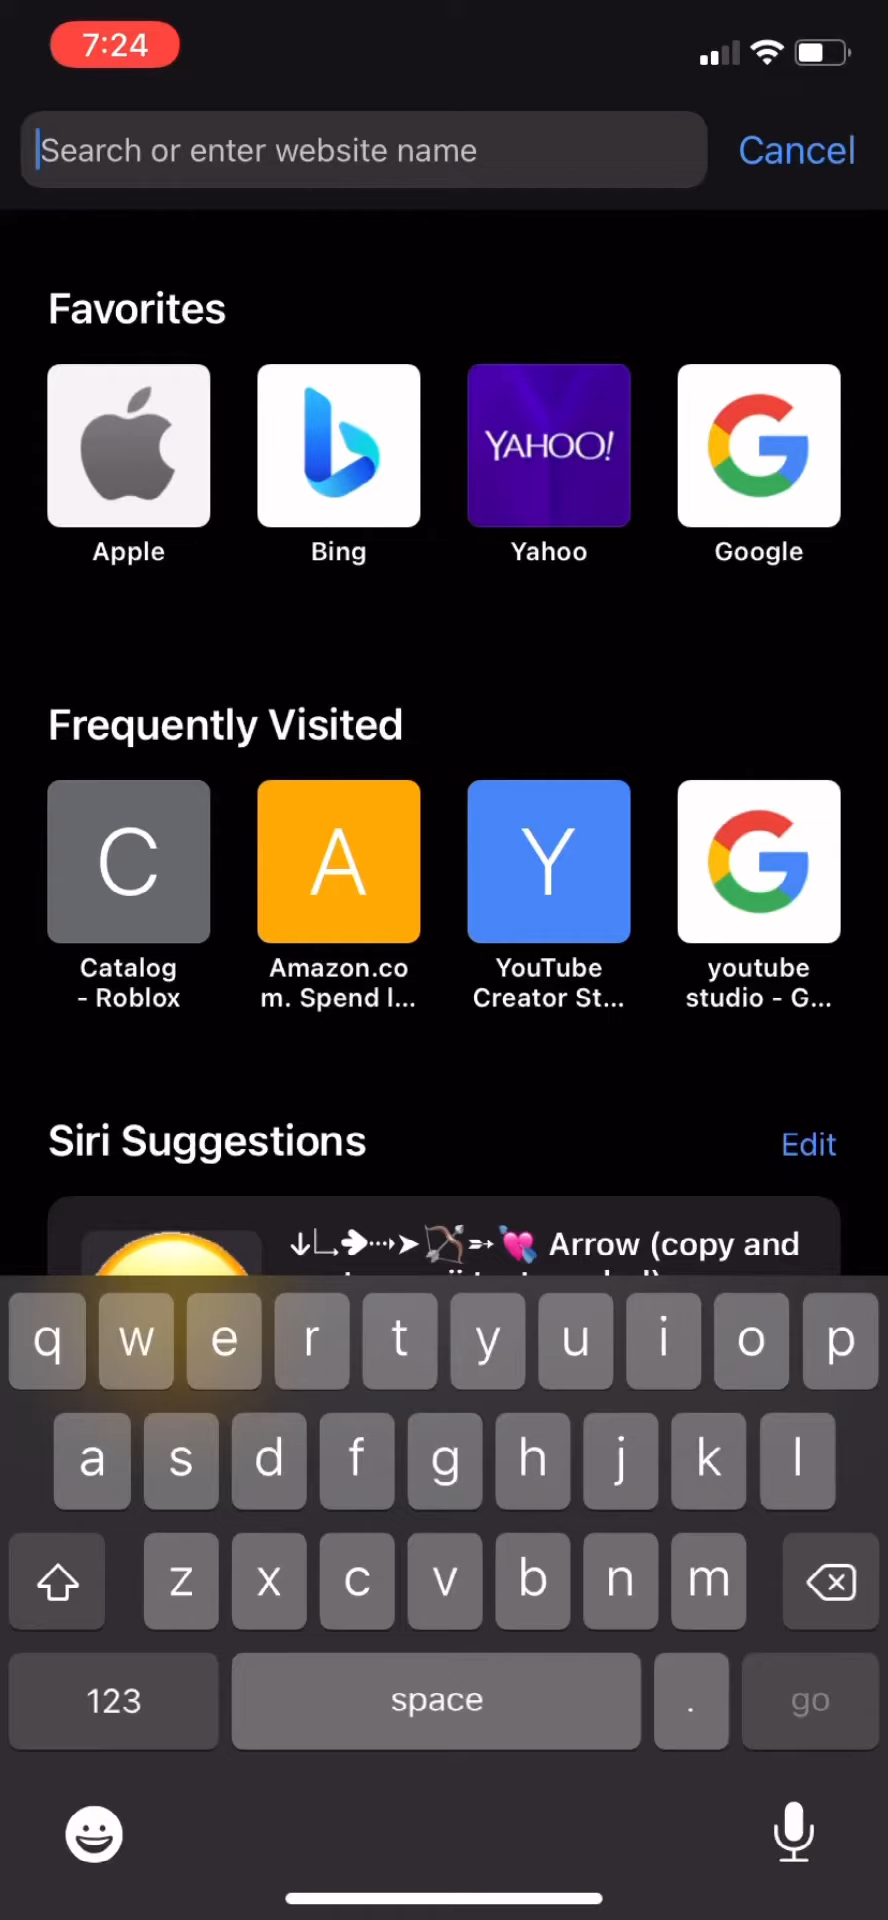 7:24
Search or enter website name
Cancel
Favorites
YAHOO!
Apple
Bing
Yahoo
Google
Frequently Visited
C
A
Y
Catalog
- Roblox
Amazon.co
m. Spend l...
YouTube
Creator St...
youtube
studio - G...
Siri Suggestions
Edit
Arrow (copy and
q w e r t y u i o p
a s d f g h j k l
z x c v b n m
123
space
.
go